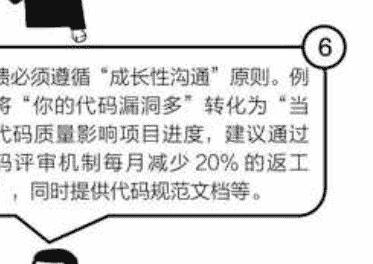 6
馈必须遵循“成长性沟通”原则。例
将“你的代码漏洞多”转化为“当
代码质量影响项目进度，建议通过
码评审机制每月减少 20% 的返工
，同时提供代码规范文档等。